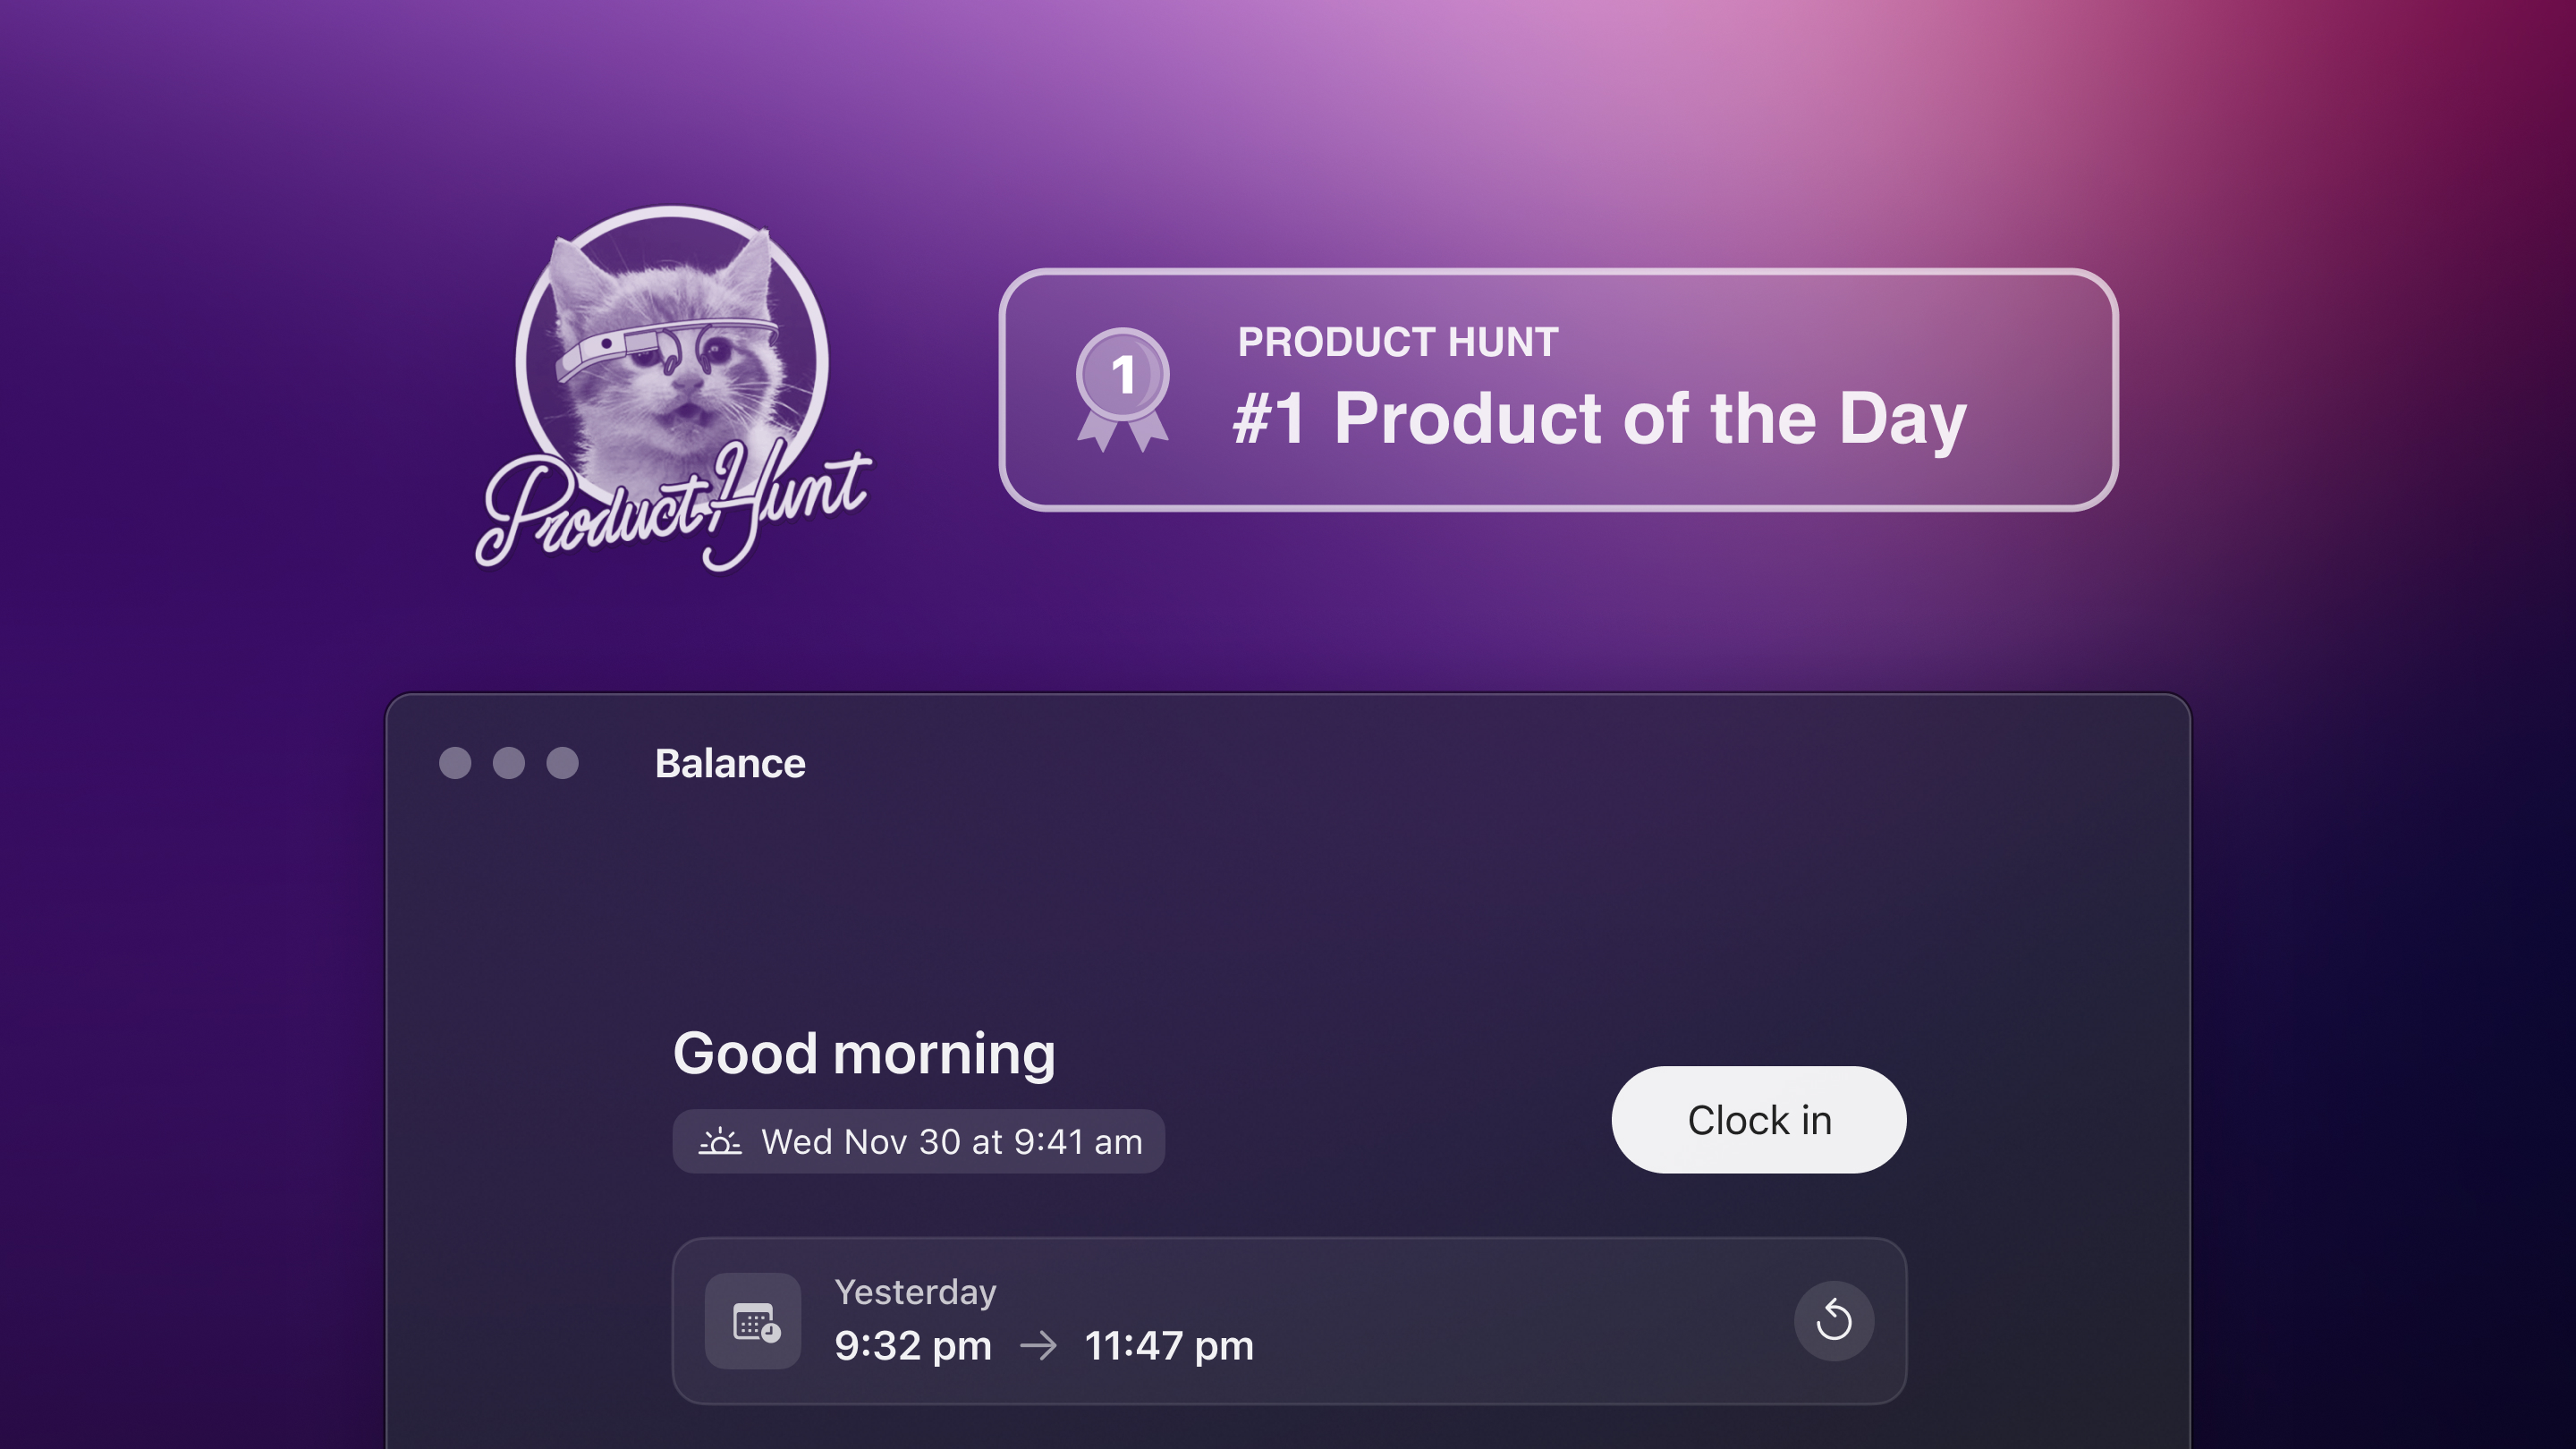 Product Hunt
1
PRODUCT HUNT
#1 Product of the Day
Balance
Good morning
Wed Nov 30 at 9:41 am
Clock in
Yesterday
9:32 pm → 11:47 pm